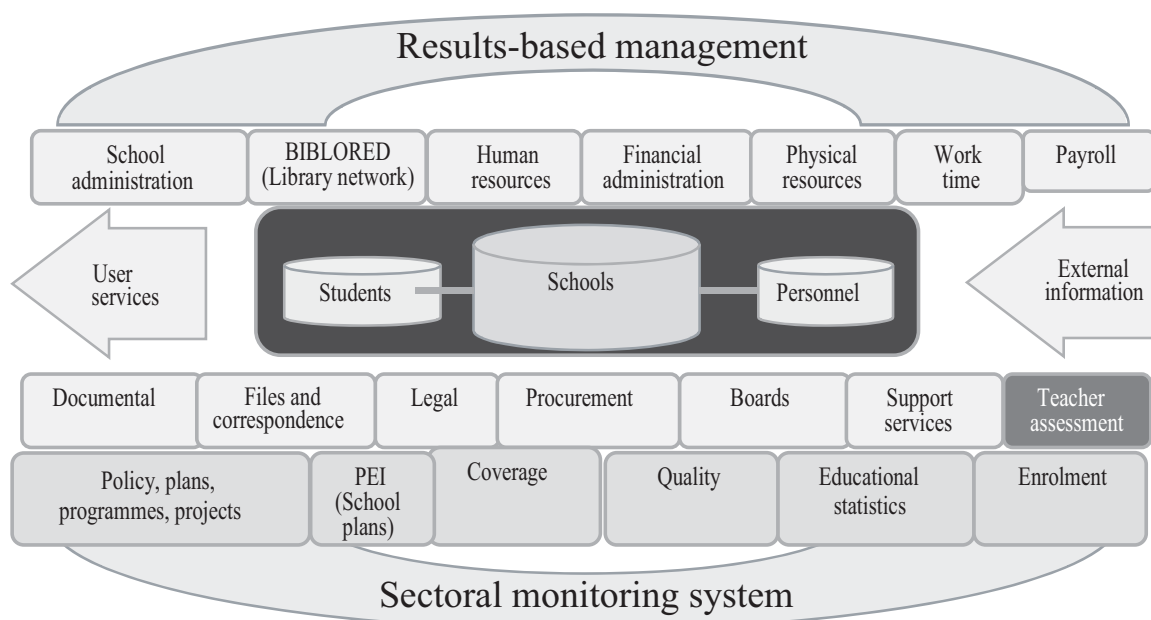 Results-based management
School
administration
BIBLORED
(Library network)
Human
resources
Financial
administration
Physical
resources
Work
time
Payroll
User
services
Students
Schools
Personnel
External
information
Documental
Files and
correspondence
Legal
Procurement
Boards
Support
services
Teacher
assessment
Policy, plans,
programmes, projects
PEI
(School
plans)
Coverage
Quality
Educational
statistics
Enrolment
Sectoral monitoring system